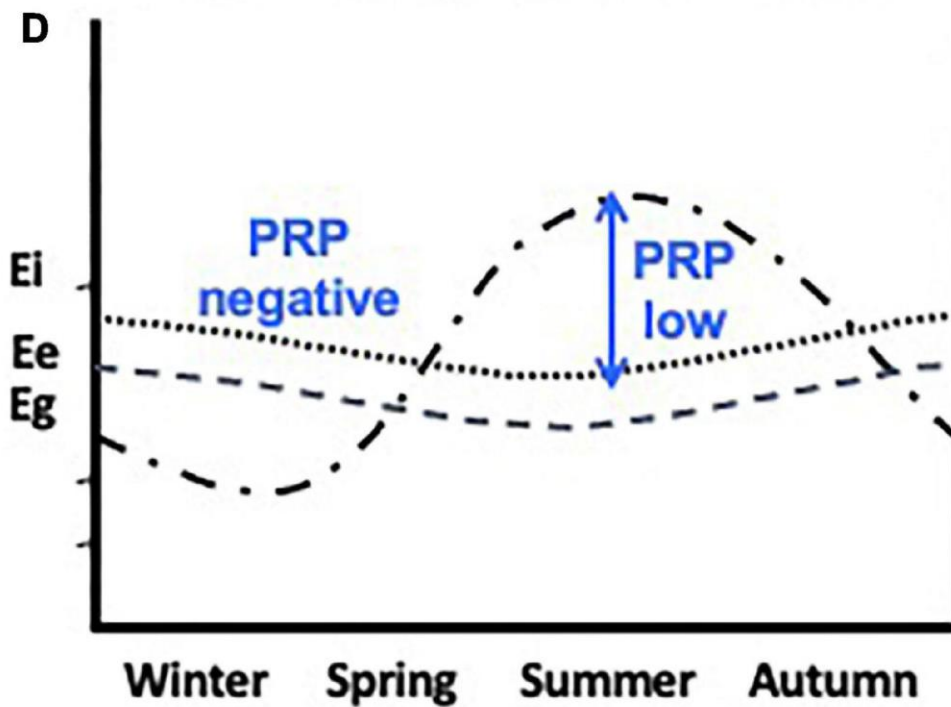 D
PRP
negative
PRP
low
Ei
Ee
Eg
Winter Spring Summer Autumn